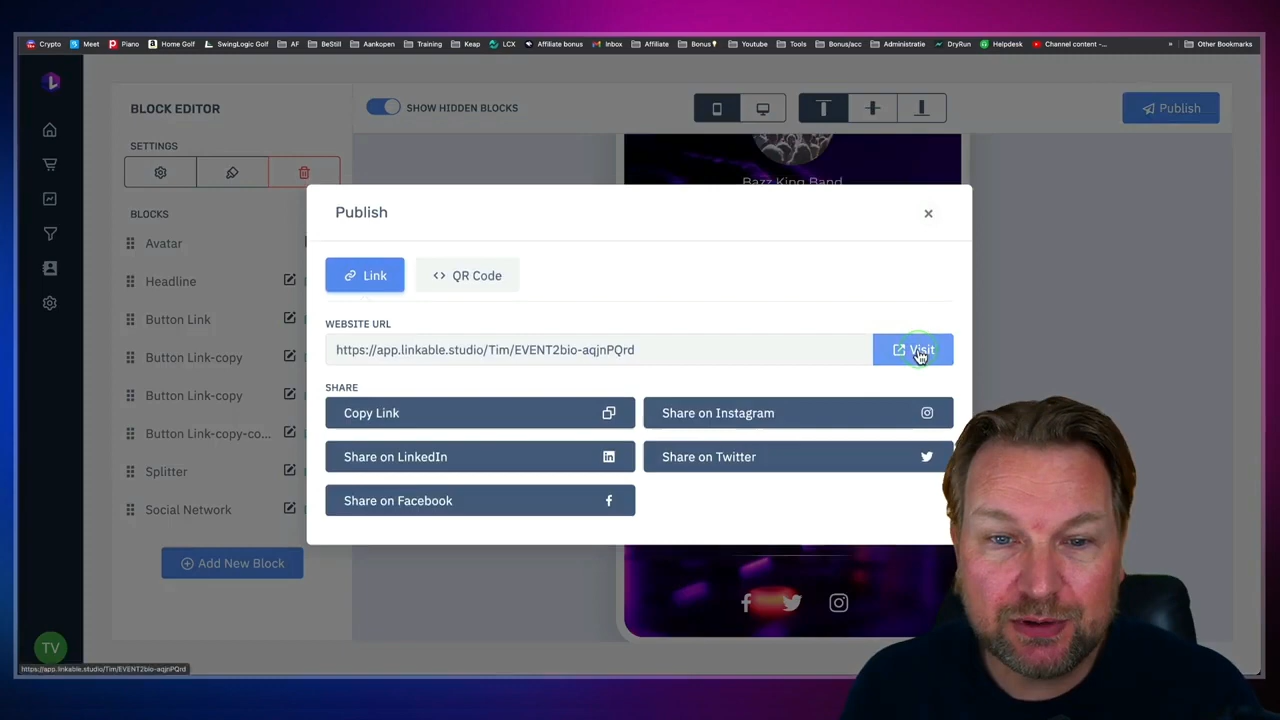 Crypto Meet Piano Home Golf SwingLogic Golf AF BeStill Aankopen Training Keap LCX Affiliate bonus Inbox Affiliate Bonus Youtube Tools Bonus/acc Administratie DryRun Helpdesk Channel content -... » Other Bookmarks
BLOCK EDITOR
SHOW HIDDEN BLOCKS
Publish
SETTINGS
BLOCKS
Avatar
Headline
Button Link
Button Link-copy
Button Link-copy
Button Link-copy-co...
Splitter
Social Network
Add New Block
TV
Bazz King Band
Publish
×
Link
QR Code
WEBSITE URL
https://app.linkable.studio/Tim/EVENT2bio-aqjnPQrd
Visit
SHARE
Copy Link
Share on Instagram
Share on LinkedIn
Share on Twitter
Share on Facebook
https://app.linkable.studio/Tim/EVENT2bio-aqjnPQrd